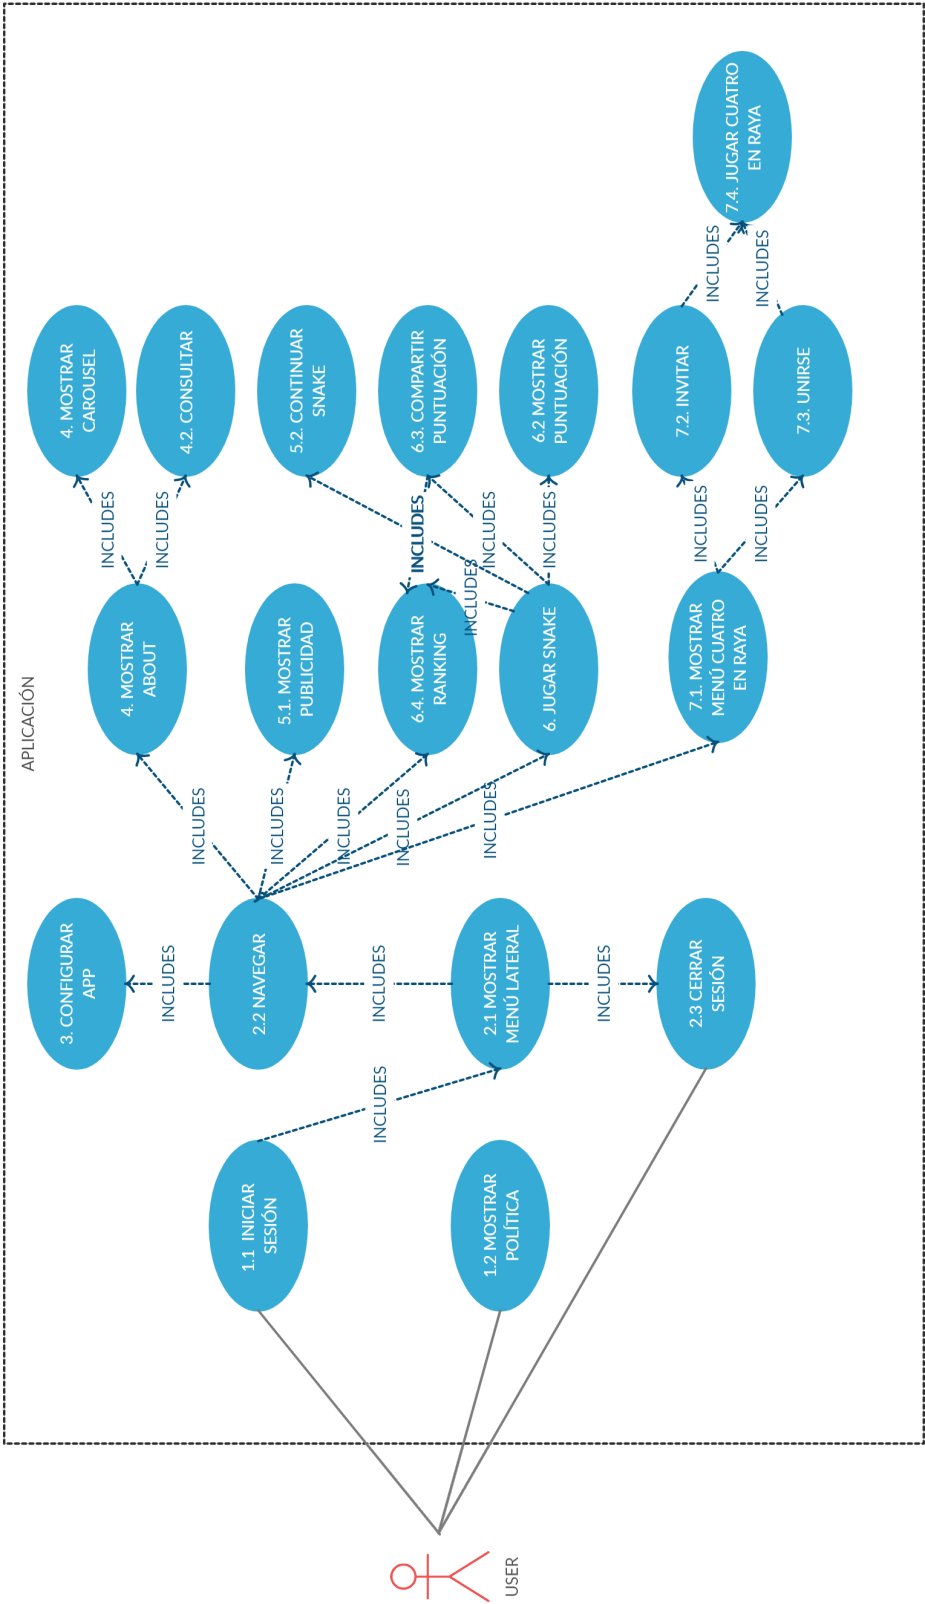 APLICACIÓN
USER
1.1 INICIAR
SESIÓN
1.2 MOSTRAR
POLÍTICA
INCLUDES
3. CONFIGURAR
APP
INCLUDES
2.2 NAVEGAR
INCLUDES
2.1 MOSTRAR
MENÚ LATERAL
INCLUDES
2.3 CERRAR
SESIÓN
INCLUDES
INCLUDES
INCLUDES
INCLUDES
INCLUDES
4. MOSTRAR
ABOUT
5.1. MOSTRAR
PUBLICIDAD
6.4. MOSTRAR
RANKING
6. JUGAR SNAKE
7.1. MOSTRAR
MENÚ CUATRO
EN RAYA
INCLUDES
INCLUDES
INCLUDES
INCLUDES
INCLUDES
INCLUDES
INCLUDES
INCLUDES
4. MOSTRAR
CAROUSEL
4.2. CONSULTAR
5.2. CONTINUAR
SNAKE
6.3. COMPARTIR
PUNTUACIÓN
6.2 MOSTRAR
PUNTUACIÓN
7.2. INVITAR
7.3. UNIRSE
INCLUDES
INCLUDES
7.4. JUGAR CUATRO
EN RAYA